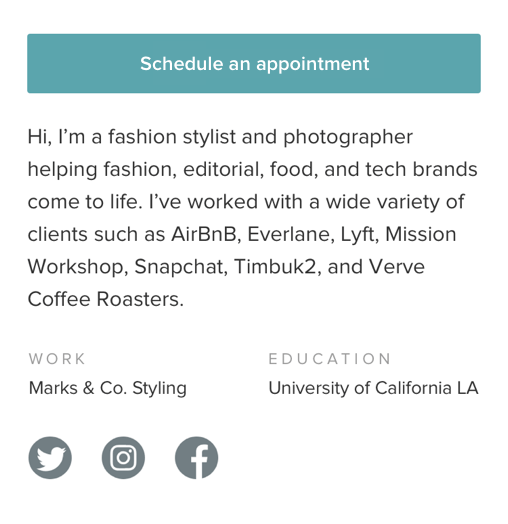 Schedule an appointment
Hi, I’m a fashion stylist and photographer
helping fashion, editorial, food, and tech brands
come to life. I’ve worked with a wide variety of
clients such as AirBnB, Everlane, Lyft, Mission
Workshop, Snapchat, Timbuk2, and Verve
Coffee Roasters.
WORK
Marks & Co. Styling
EDUCATION
University of California LA